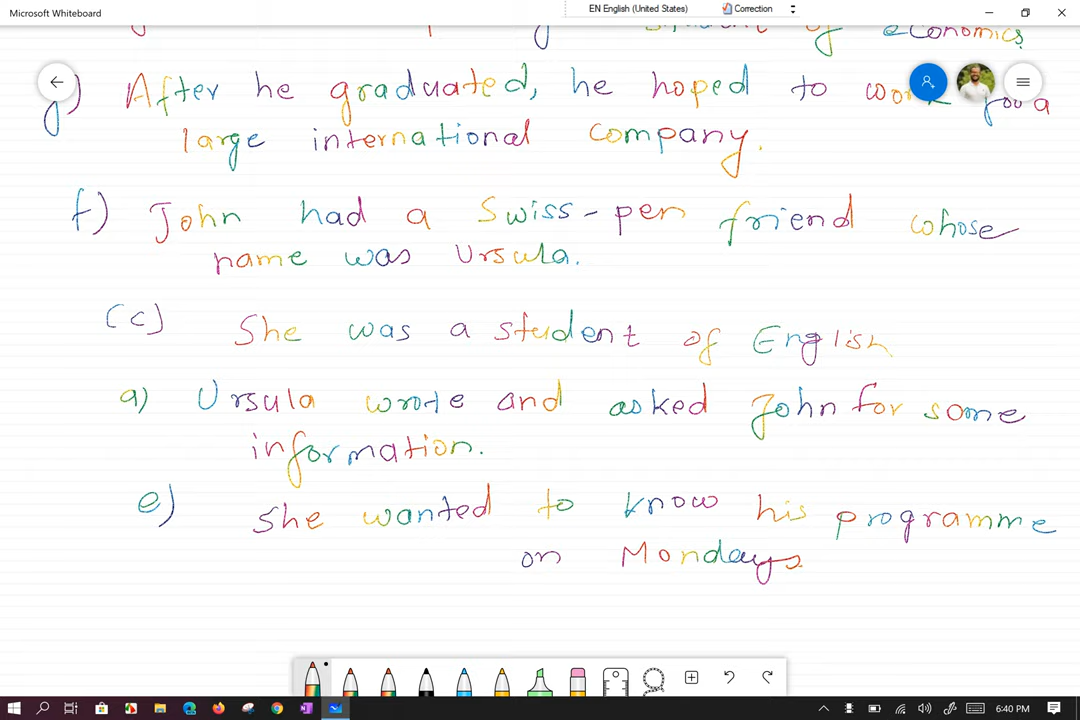 Microsoft Whiteboard
EN English (United States)
Correction
student of economics
g) After he graduated, he hoped to work for a
large international company.
f) John had a Swiss-pen friend whose
name was Ursula.
(c) She was a student of English
a) Ursula wrote and asked John for some
information.
e) She wanted to know his programme
on Mondays.
6:40 PM